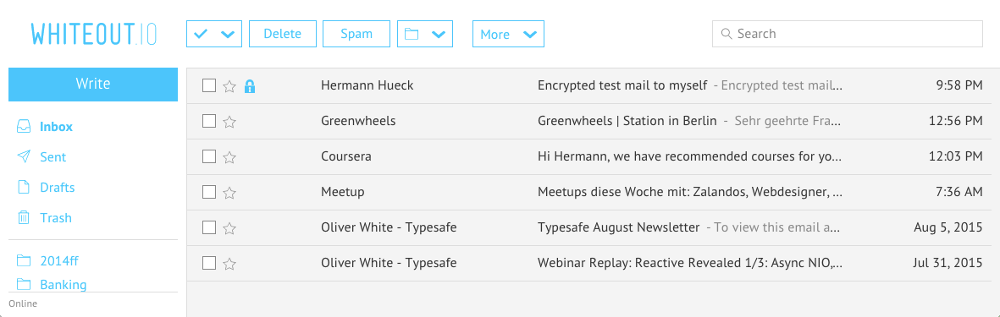 WHITEOUT.IO
Delete
Spam
More
Search
Write
Inbox
Sent
Drafts
Trash
2014ff
Banking
Online
Hermann Hueck Encrypted test mail to myself - Encrypted test mail... 9:58 PM
Greenwheels Greenwheels | Station in Berlin - Sehr geehrte Fra... 12:56 PM
Coursera Hi Hermann, we have recommended courses for yo... 12:03 PM
Meetup Meetups diese Woche mit: Zalandos, Webdesigner, ... 7:36 AM
Oliver White - Typesafe Typesafe August Newsletter - To view this email a... Aug 5, 2015
Oliver White - Typesafe Webinar Replay: Reactive Revealed 1/3: Async NIO,... Jul 31, 2015